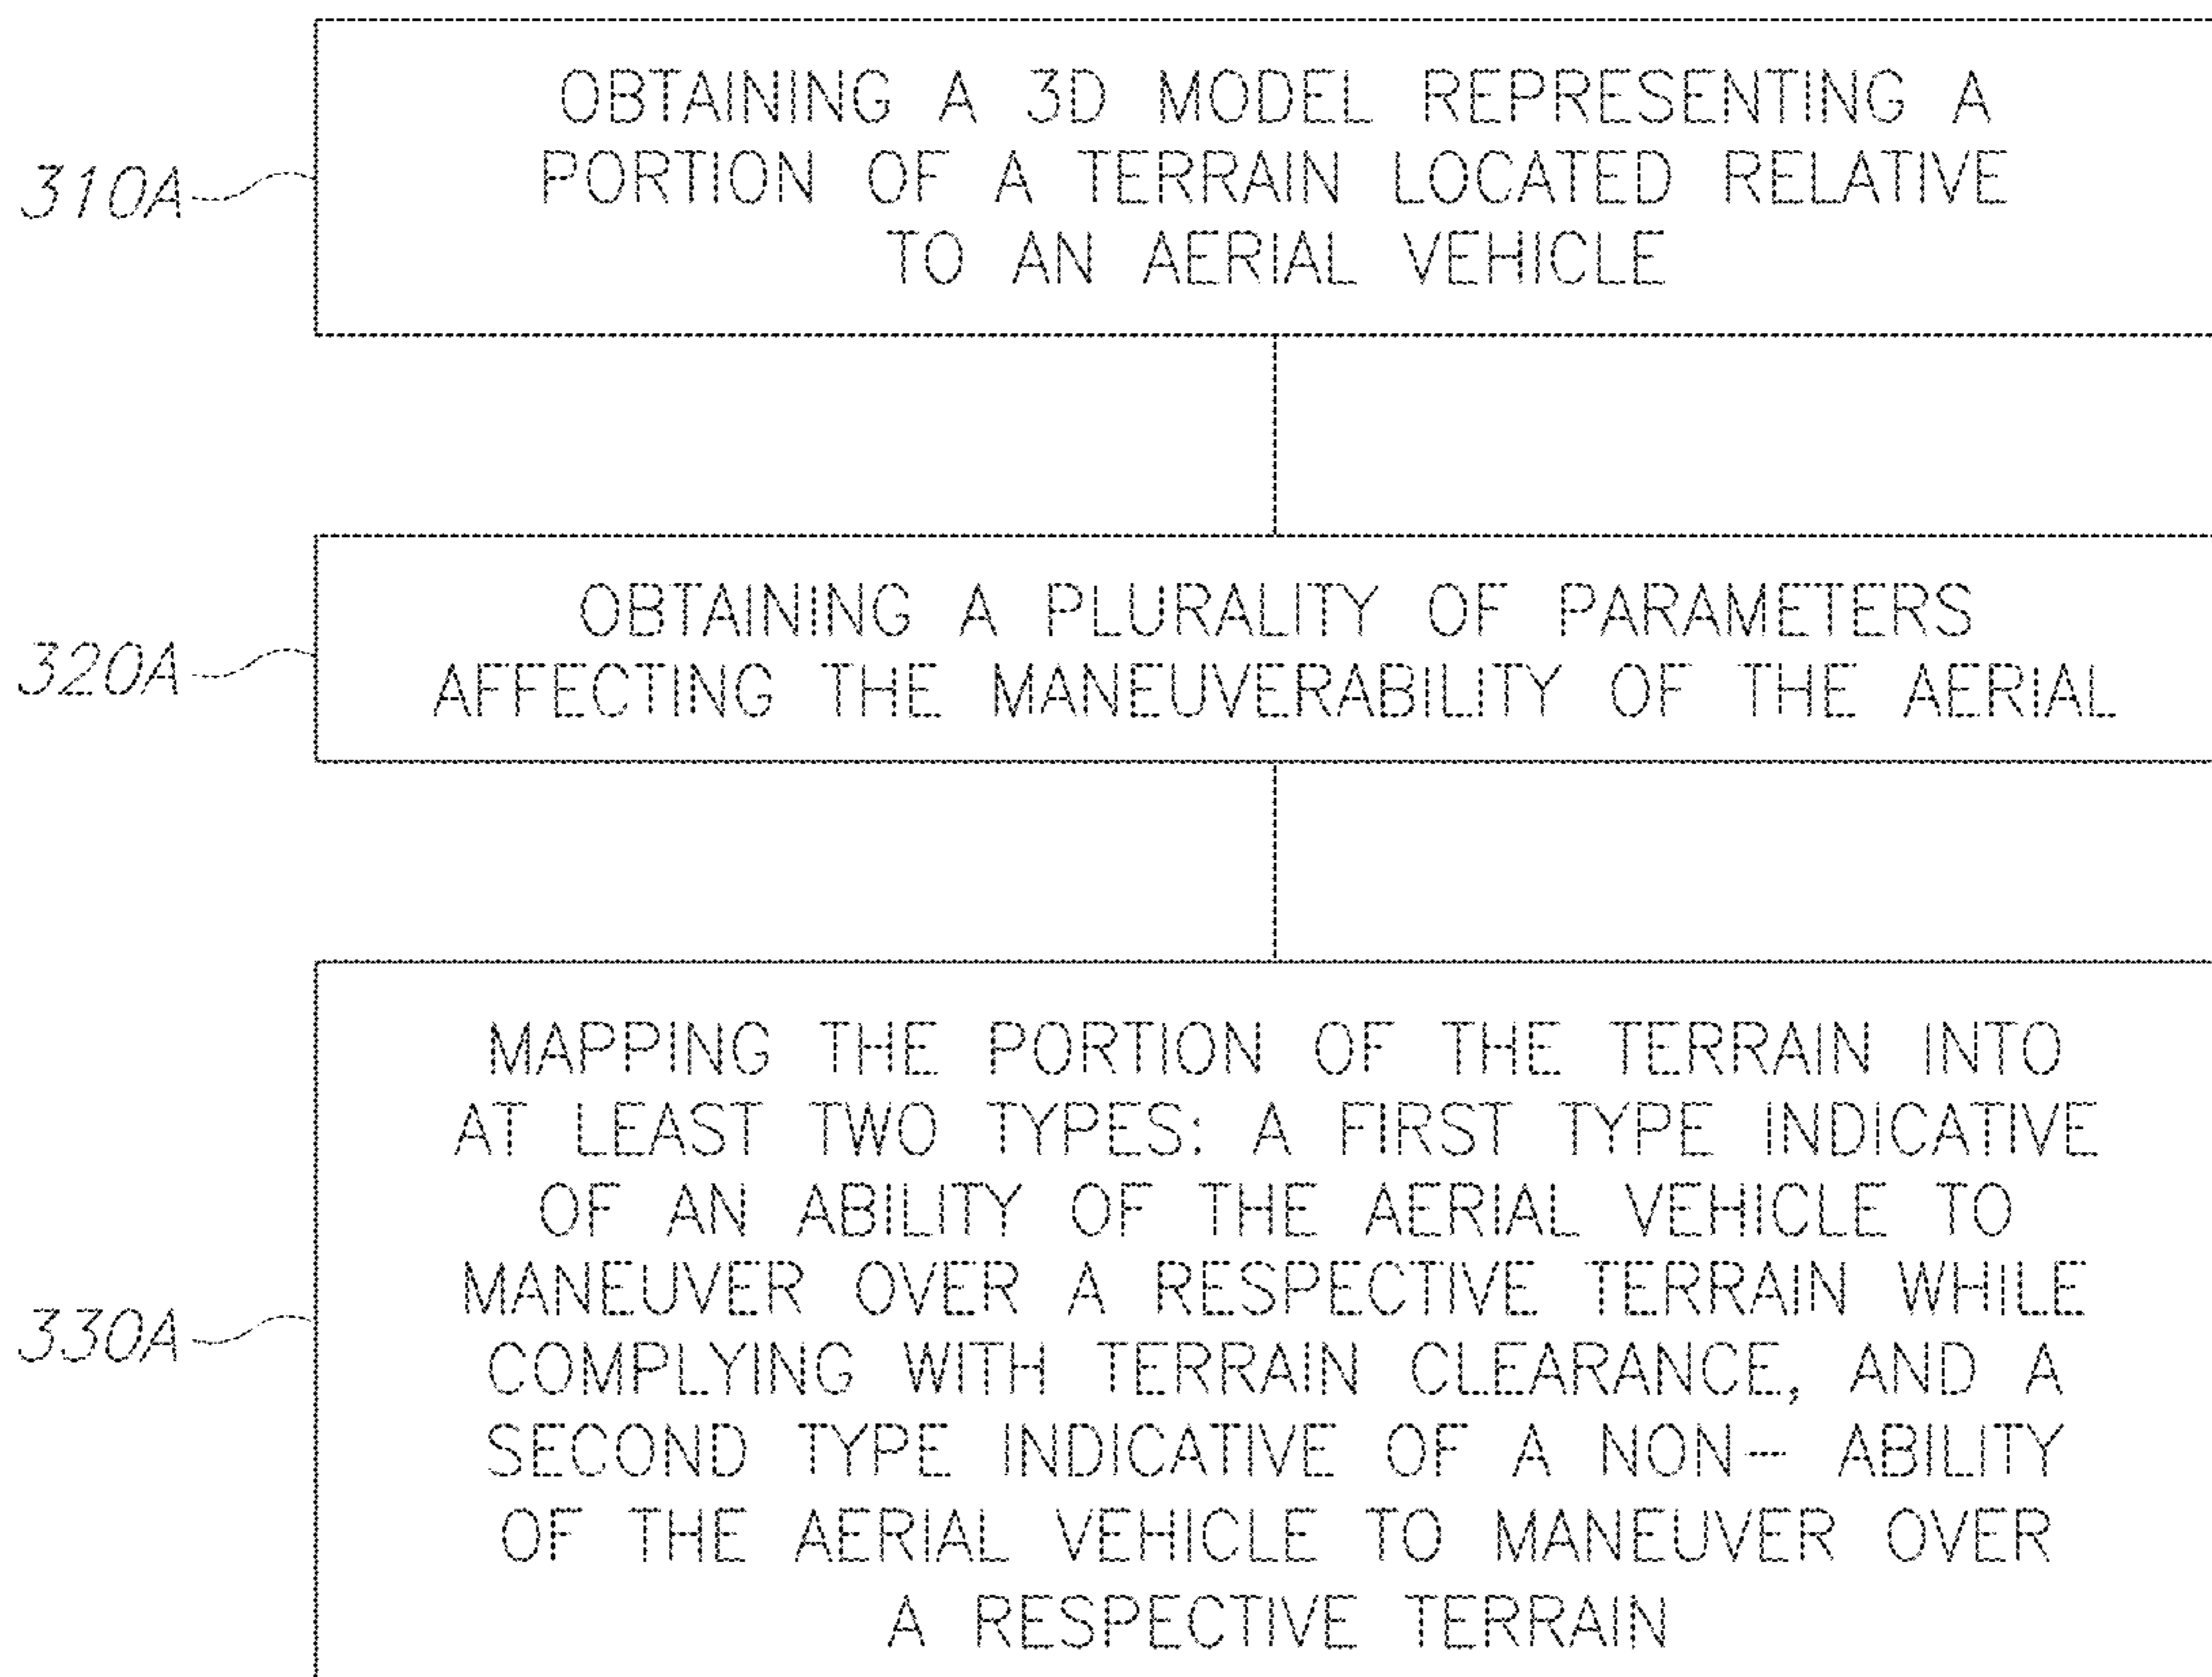 310A
OBTAINING A 3D MODEL REPRESENTING A
PORTION OF A TERRAIN LOCATED RELATIVE
TO AN AERIAL VEHICLE
320A
OBTAINING A PLURALITY OF PARAMETERS
AFFECTING THE MANEUVERABILITY OF THE AERIAL
330A
MAPPING THE PORTION OF THE TERRAIN INTO
AT LEAST TWO TYPES: A FIRST TYPE INDICATIVE
OF AN ABILITY OF THE AERIAL VEHICLE TO
MANEUVER OVER A RESPECTIVE TERRAIN WHILE
COMPLYING WITH TERRAIN CLEARANCE, AND A
SECOND TYPE INDICATIVE OF A NON- ABILITY
OF THE AERIAL VEHICLE TO MANEUVER OVER
A RESPECTIVE TERRAIN